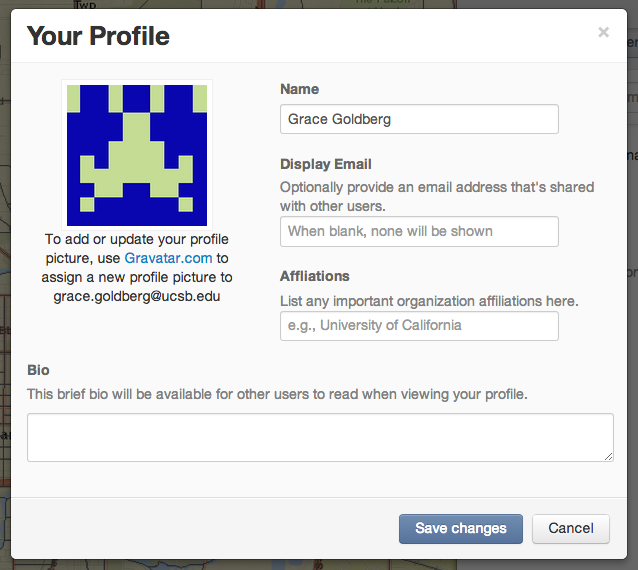 Twp
Your Profile
×
Name
Grace Goldberg
Display Email
Optionally provide an email address that's shared
with other users.
When blank, none will be shown
To add or update your profile
picture, use Gravatar.com to
assign a new profile picture to
grace.goldberg@ucsb.edu
Affliations
List any important organization affiliations here.
e.g., University of California
Bio
This brief bio will be available for other users to read when viewing your profile.
Save changes
Cancel